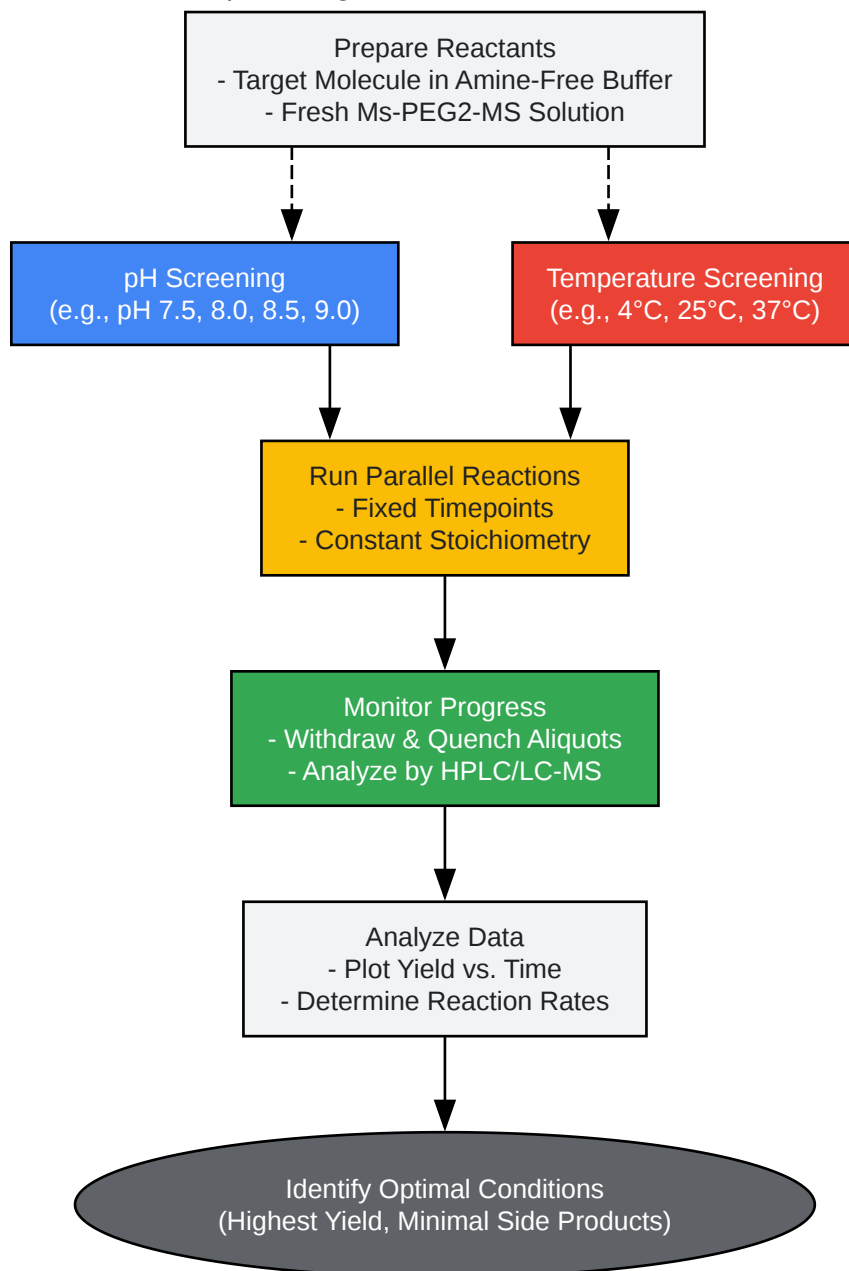 Prepare Reactants
- Target Molecule in Amine-Free Buffer
- Fresh Ms-PEG2-MS Solution
pH Screening
(e.g., pH 7.5, 8.0, 8.5, 9.0)
Temperature Screening
(e.g., 4°C, 25°C, 37°C)
Run Parallel Reactions
- Fixed Timepoints
- Constant Stoichiometry
Monitor Progress
- Withdraw & Quench Aliquots
- Analyze by HPLC/LC-MS
Analyze Data
- Plot Yield vs. Time
- Determine Reaction Rates
Identify Optimal Conditions
(Highest Yield, Minimal Side Products)